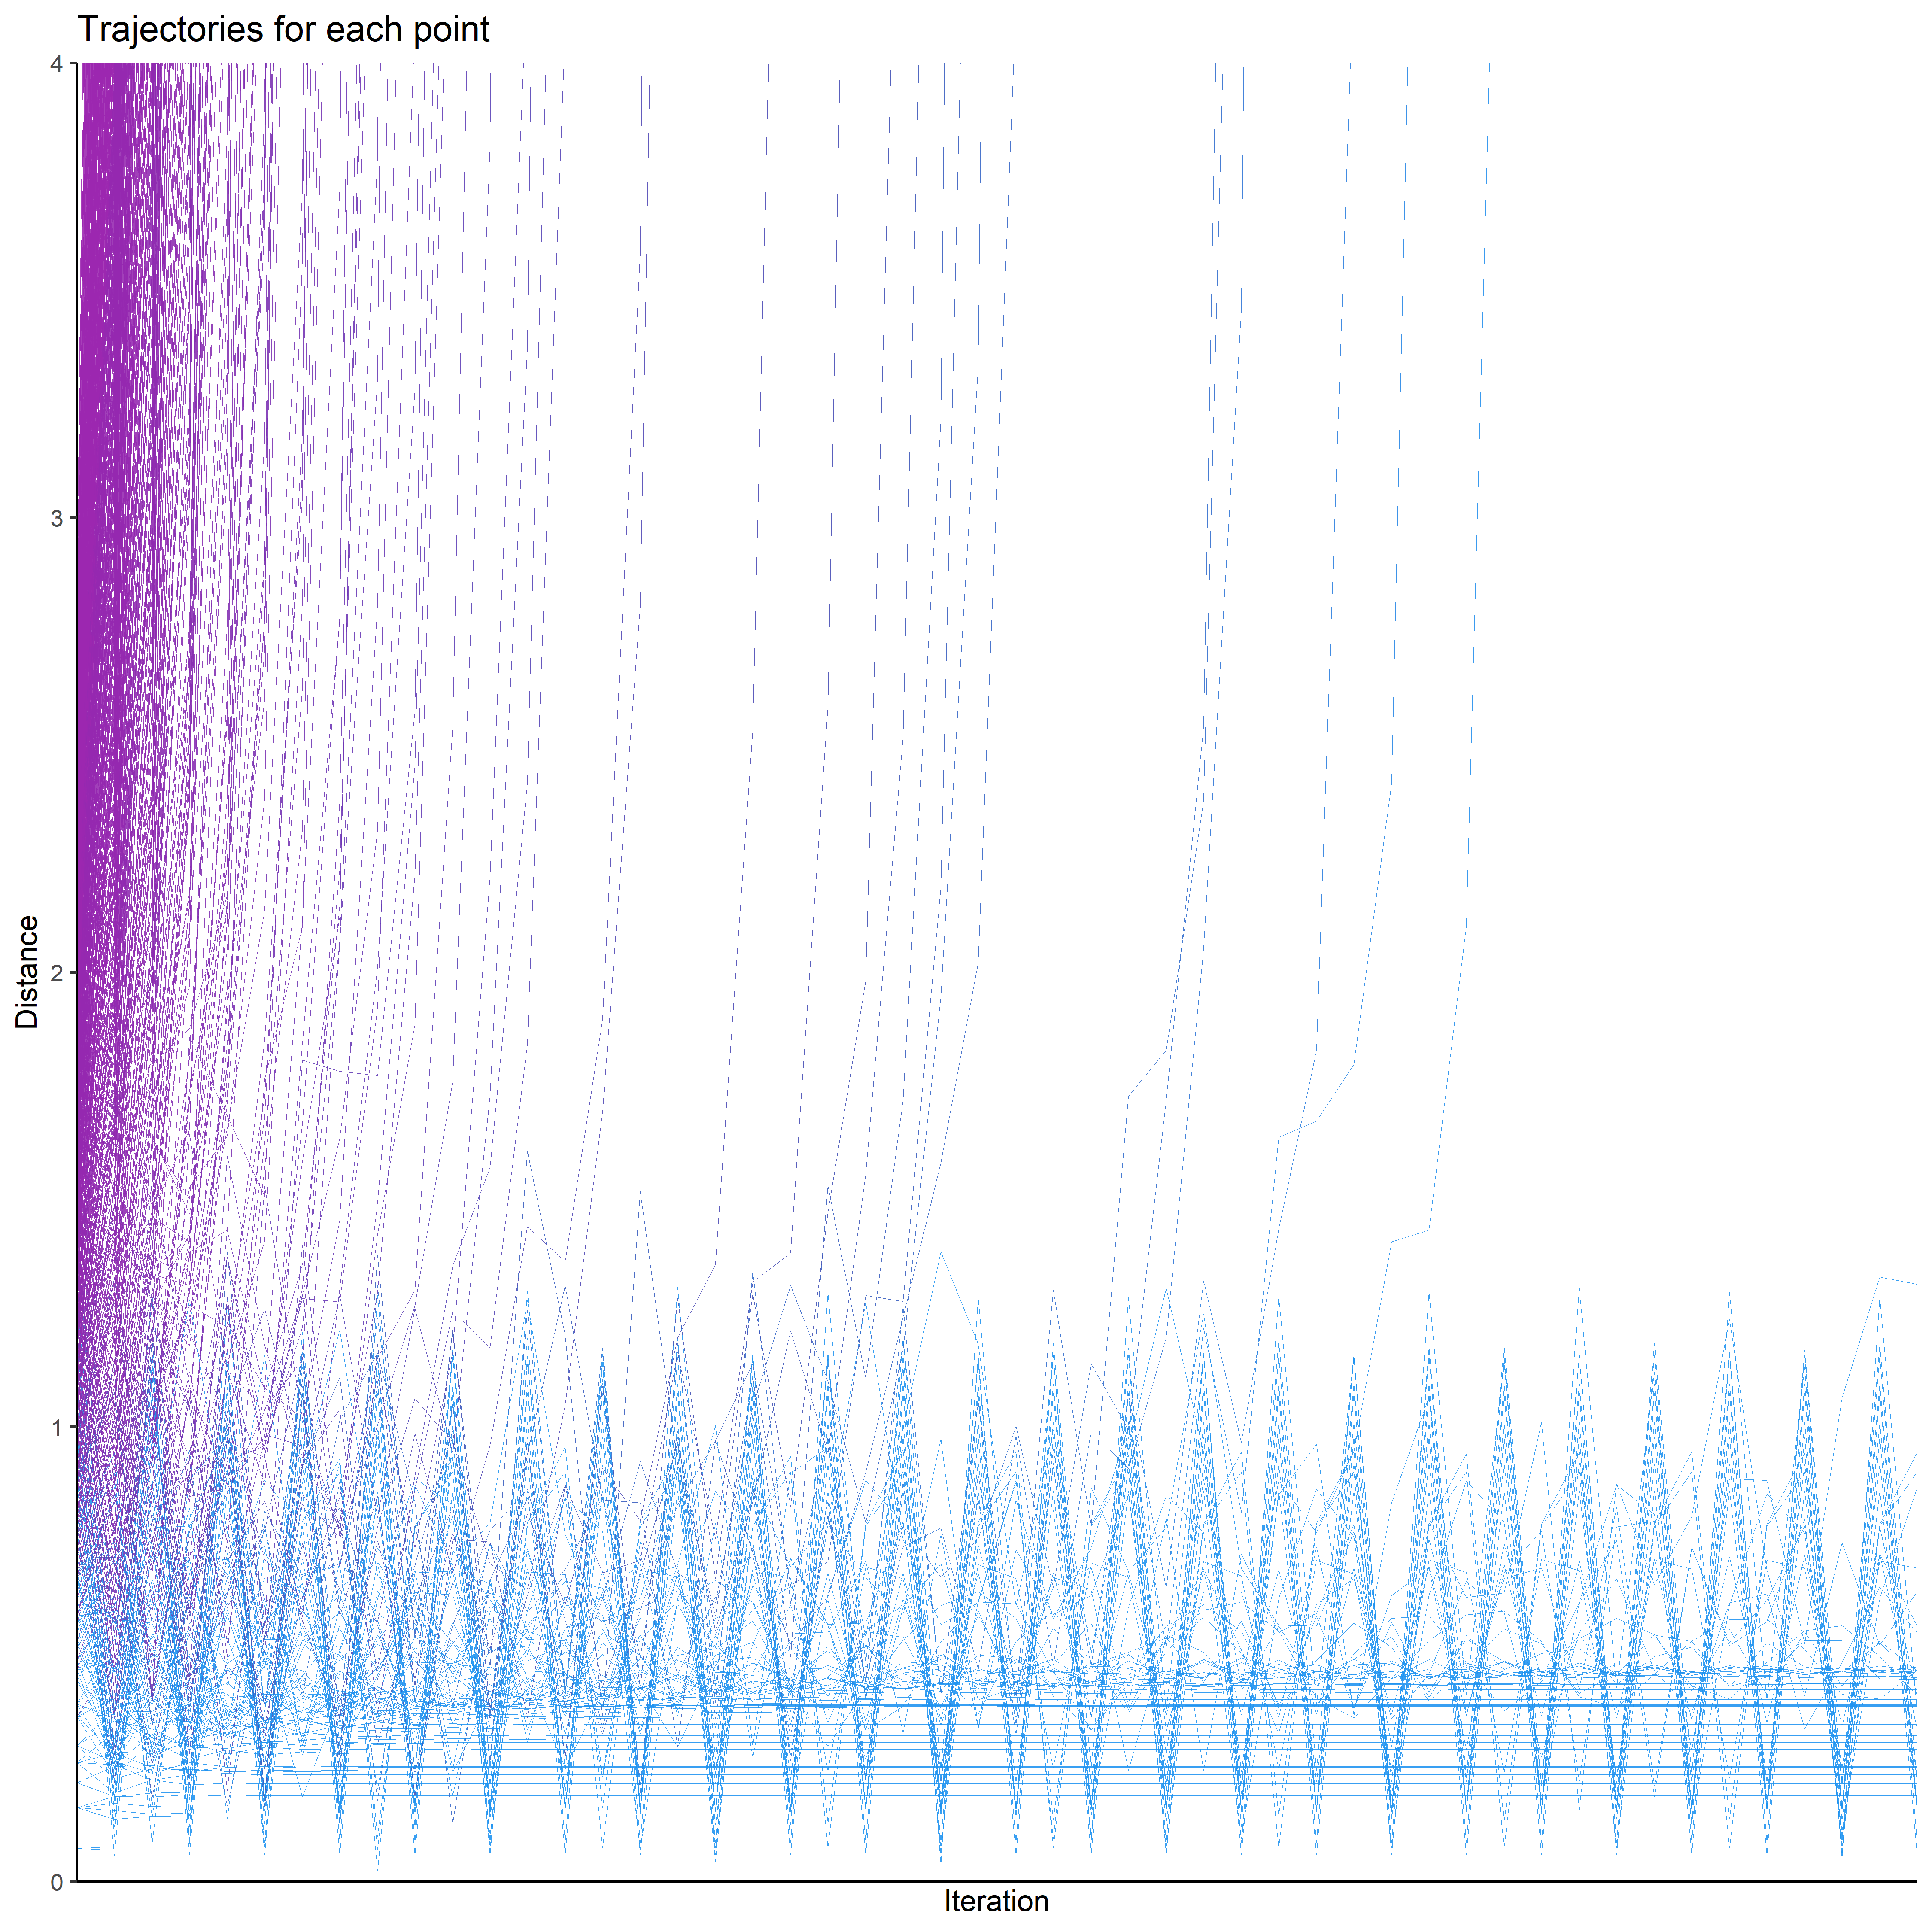 Trajectories for each point
4
3
2
1
0
Distance
Iteration